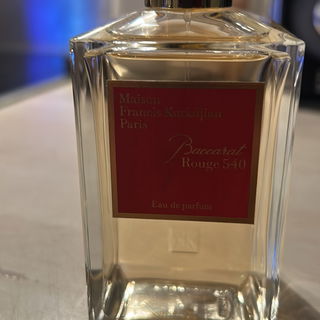 Maison
Francis Kurkdjian
Paris
Baccarat
Rouge 540
Eau de parfum